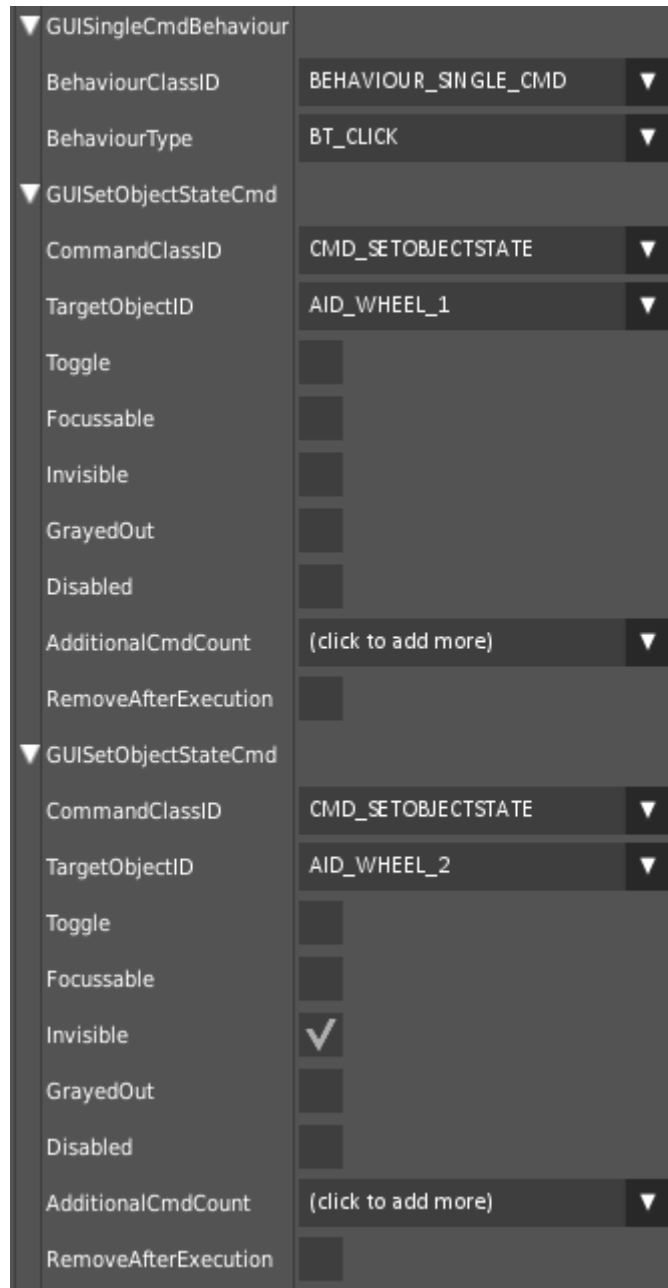 GUISingleCmdBehaviour
BehaviourClassID BEHAVIOUR_SINGLE_CMD
BehaviourType BT_CLICK
GUISetObjectStateCmd
CommandClassID CMD_SETOBJECTSTATE
TargetObjectID AID_WHEEL_1
Toggle
Focussable
Invisible
GrayedOut
Disabled
AdditionalCmdCount (click to add more)
RemoveAfterExecution
GUISetObjectStateCmd
CommandClassID CMD_SETOBJECTSTATE
TargetObjectID AID_WHEEL_2
Toggle
Focussable
Invisible
GrayedOut
Disabled
AdditionalCmdCount (click to add more)
RemoveAfterExecution